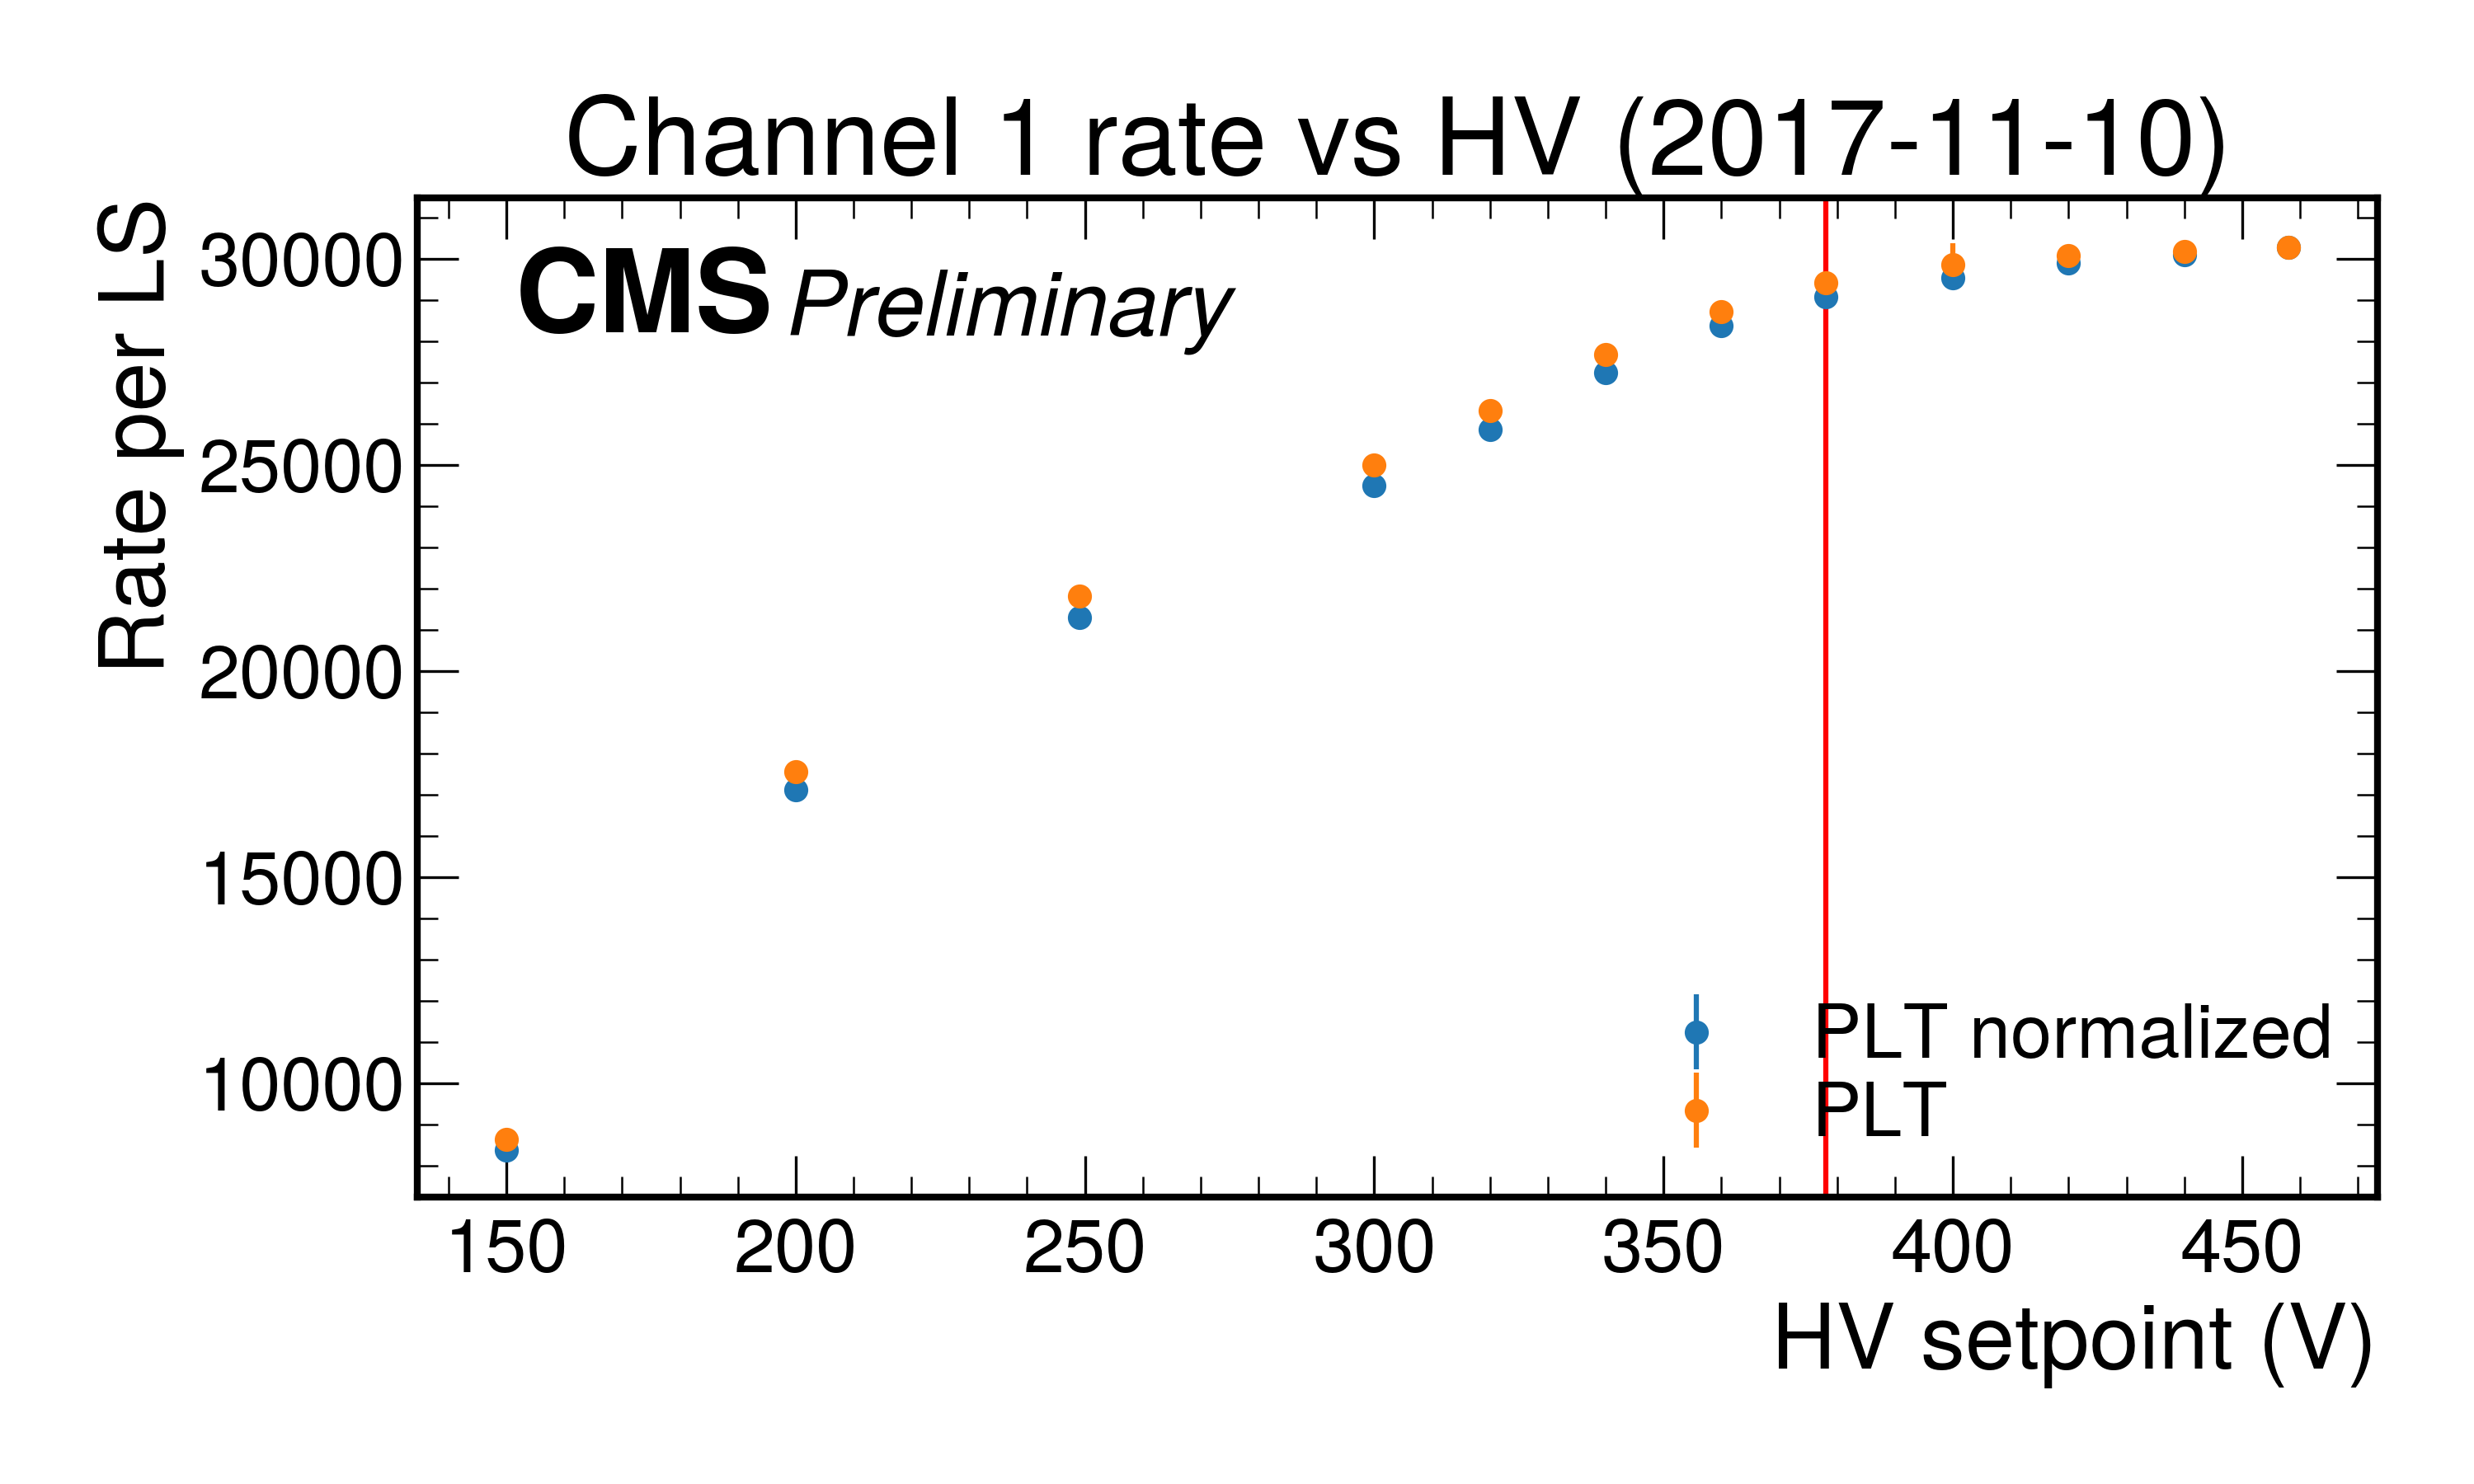 Channel 1 rate vs HV (2017-11-10)
CMS Preliminary
Rate per LS
30000
25000
20000
15000
10000
PLT normalized
PLT
150 200 250 300 350 400 450
HV setpoint (V)